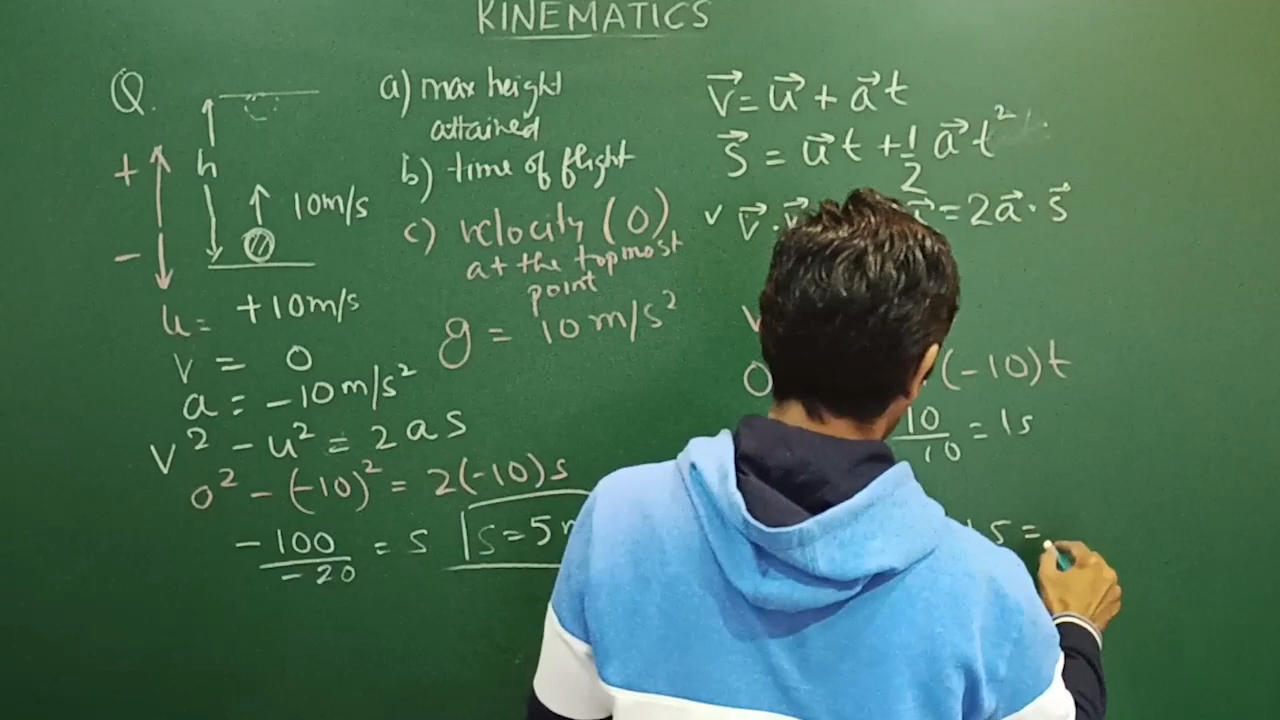 KINEMATICS
Q.
h
+
-
10m/s
a) max height
attained
b) time of flight
c) velocity (0)
at the topmost
point
g = 10 m/s²
u = +10m/s
v = 0
a = -10m/s²
v² - u² = 2as
0² - (-10)² = 2(-10)s
-100/-20 = s
s = 5
v⃗ = u⃗ + a⃗t
s⃗ = u⃗t + 1/2 a⃗t²
v⃗ . v⃗
= 2a⃗ . s⃗
0
(-10)t
10/10 = 1s
s =